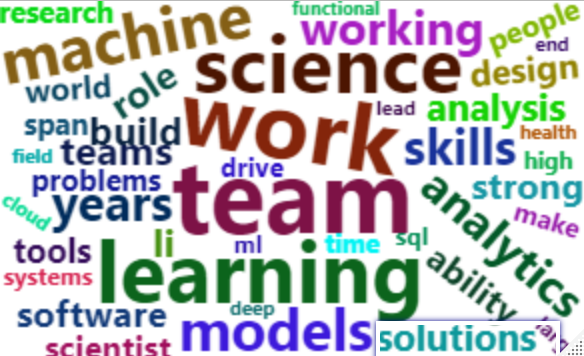 research
functional
people
machine
working
end
science
design
world
role
lead
analysis
work
span
build
health
skills
teams
field
high
drive
problems
team
strong
analytics
cloud
years
make
li
ml
time
sql
tools
learning
ability
systems
deep
software
models
solutions
scientist